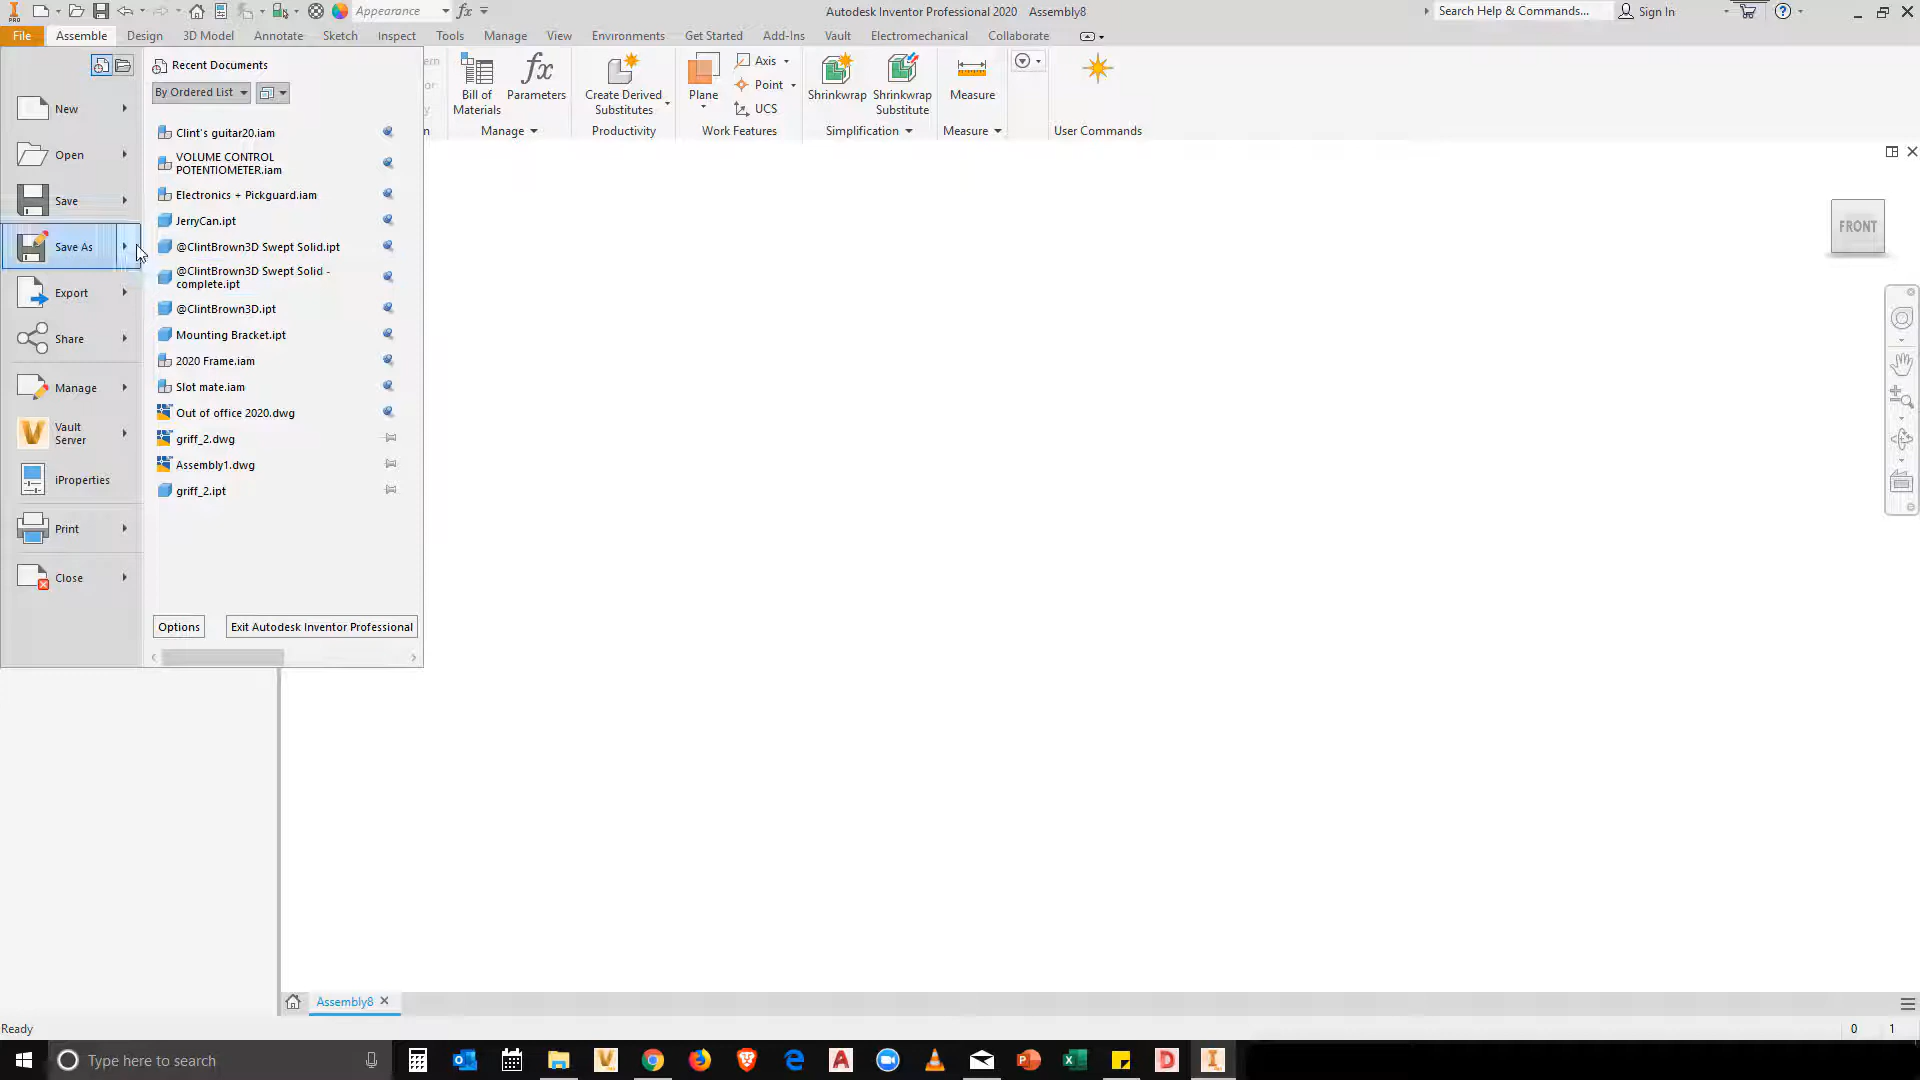 Appearance
Autodesk Inventor Professional 2020 Assembly8
Search Help & Commands...
Sign In
File
Assemble
Design
3D Model
Annotate
Sketch
Inspect
Tools
Manage
View
Environments
Get Started
Add-Ins
Vault
Electromechanical
Collaborate
Recent Documents
By Ordered List
New
Open
Save
Save As
Export
Share
Manage
Vault
Server
iProperties
Print
Close
Clint's guitar20.iam
VOLUME CONTROL
POTENTIOMETER.iam
Electronics + Pickguard.iam
JerryCan.ipt
@ClintBrown3D Swept Solid.ipt
@ClintBrown3D Swept Solid -
complete.ipt
@ClintBrown3D.ipt
Mounting Bracket.ipt
2020 Frame.iam
Slot mate.iam
Out of office 2020.dwg
griff_2.dwg
Assembly1.dwg
griff_2.ipt
Options
Exit Autodesk Inventor Professional
Bill of
Materials
Parameters
Manage
Create Derived
Substitutes
Productivity
Plane
Axis
Point
UCS
Work Features
Shrinkwrap
Shrinkwrap
Substitute
Simplification
Measure
Measure
User Commands
FRONT
Assembly8
Ready
0 1
Type here to search